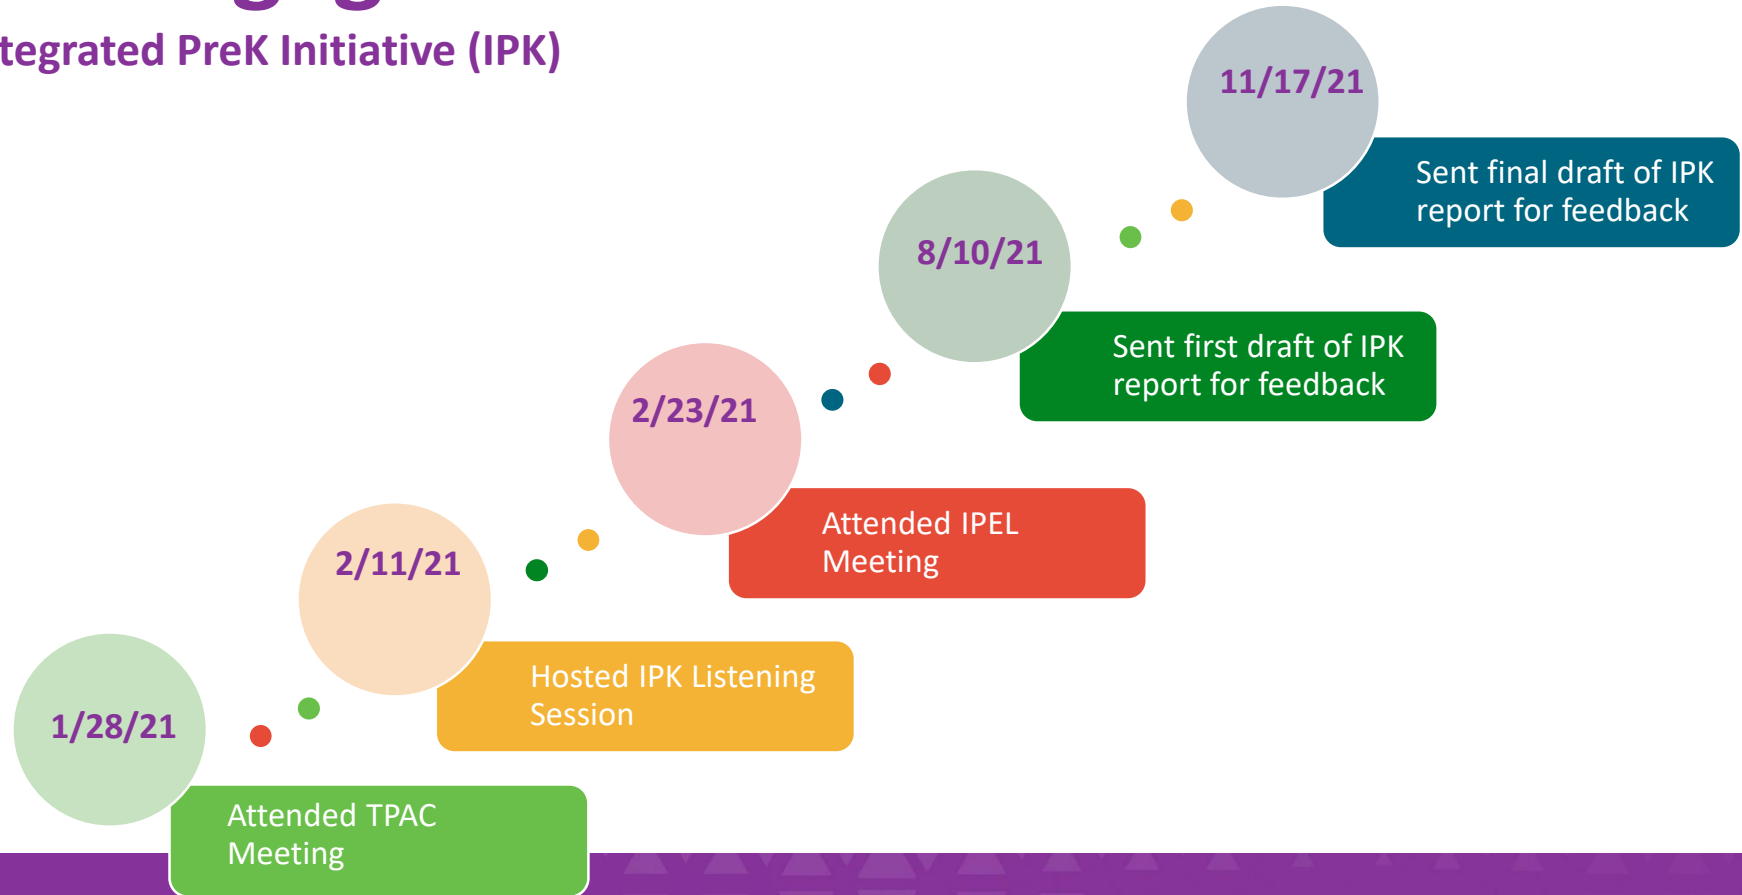 tegrated PreK Initiative (IPK)
11/17/21
Sent final draft of IPK
report for feedback
8/10/21
Sent first draft of IPK
report for feedback
2/23/21
Attended IPEL
Meeting
2/11/21
Hosted IPK Listening
Session
1/28/21
Attended TPAC
Meeting